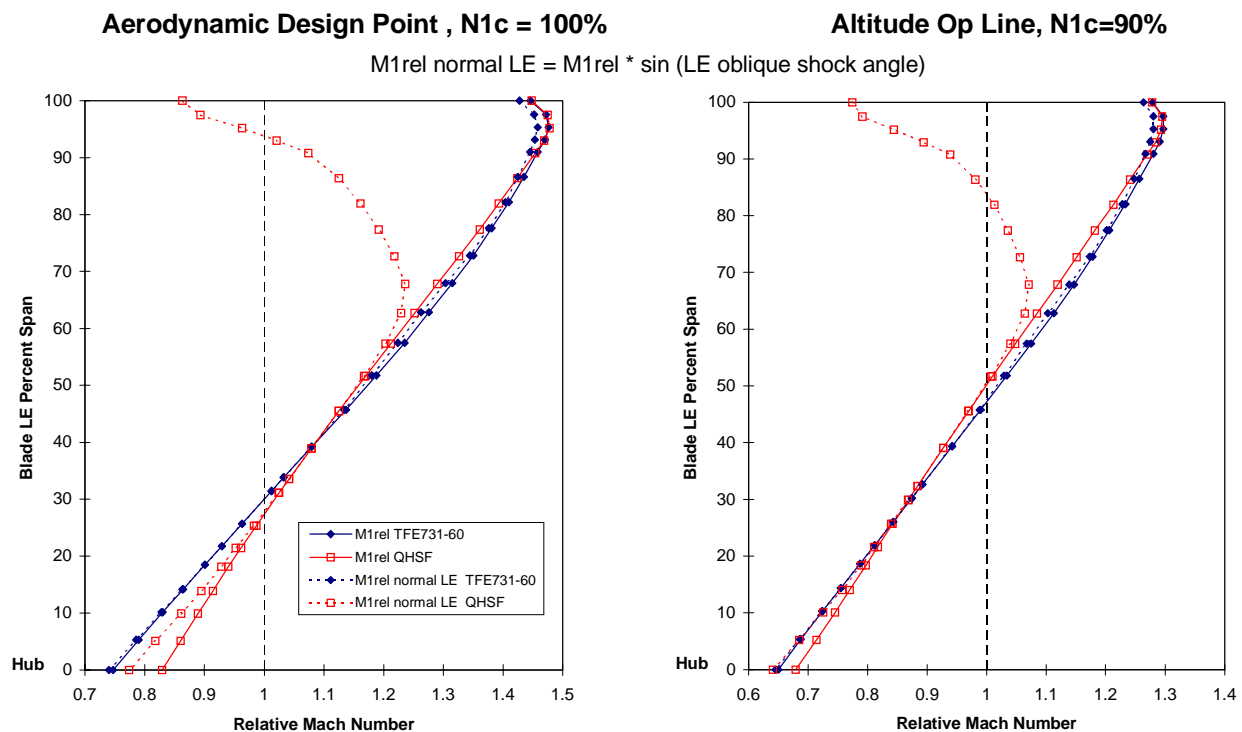 Aerodynamic Design Point , N1c = 100%
Altitude Op Line, N1c=90%
M1rel normal LE = M1rel * sin (LE oblique shock angle)
Blade LE Percent Span
100
90
80
70
60
50
40
30
20
10
0
Hub
M1rel TFE731-60
M1rel QHSF
M1rel normal LE TFE731-60
M1rel normal LE QHSF
0.7 0.8 0.9 1 1.1 1.2 1.3 1.4 1.5
Relative Mach Number
Blade LE Percent Span
100
90
80
70
60
50
40
30
20
10
0
Hub
0.6 0.7 0.8 0.9 1 1.1 1.2 1.3 1.4
Relative Mach Number